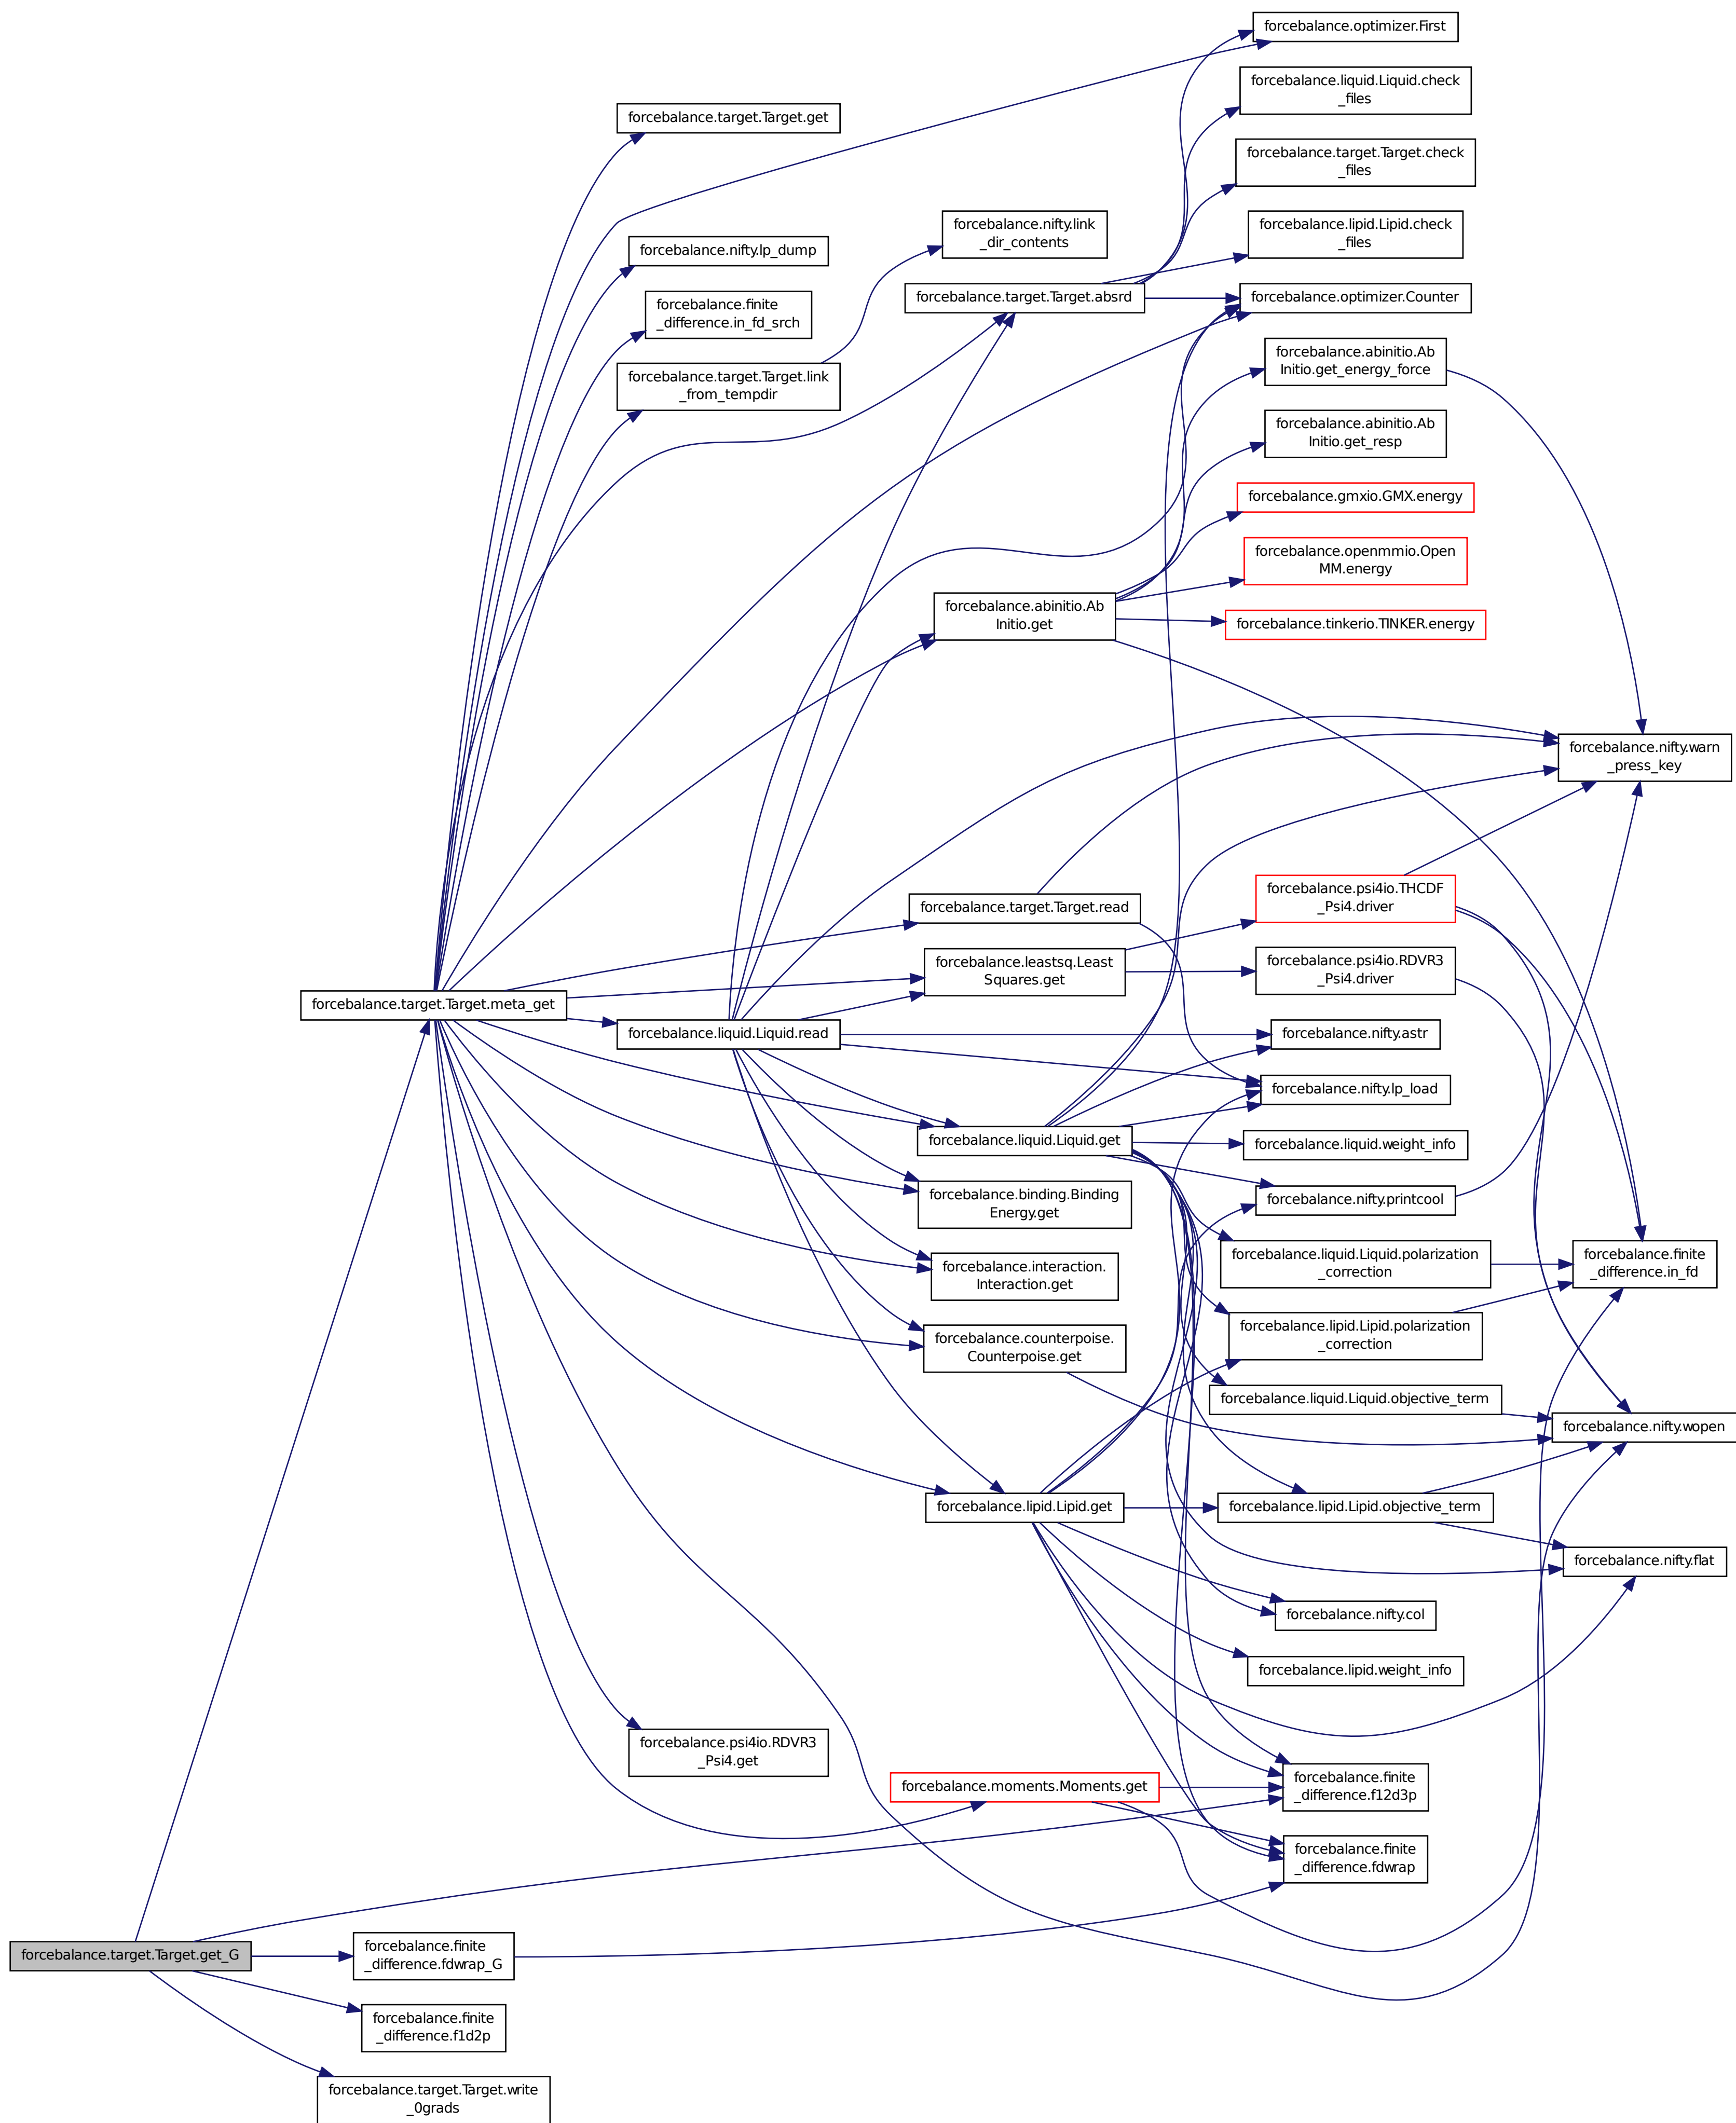 forcebalance.optimizer.First
forcebalance.liquid.Liquid.check
_files
forcebalance.target.Target.get
forcebalance.target.Target.check
_files
forcebalance.nifty.link
_dir_contents
forcebalance.lipid.Lipid.check
_files
forcebalance.nifty.lp_dump
forcebalance.target.Target.absrd
forcebalance.optimizer.Counter
forcebalance.finite
_difference.in_fd_srch
forcebalance.target.Target.link
_from_tempdir
forcebalance.abinitio.Ab
Initio.get_energy_force
forcebalance.abinitio.Ab
Initio.get_resp
forcebalance.gmxio.GMX.energy
forcebalance.openmmio.Open
MM.energy
forcebalance.abinitio.Ab
Initio.get
forcebalance.tinkerio.TINKER.energy
forcebalance.nifty.warn
_press_key
forcebalance.target.Target.read
forcebalance.psi4io.THCDF
_Psi4.driver
forcebalance.leastsq.Least
Squares.get
forcebalance.psi4io.RDVR3
_Psi4.driver
forcebalance.target.Target.meta_get
forcebalance.liquid.Liquid.read
forcebalance.nifty.astr
forcebalance.nifty.lp_load
forcebalance.liquid.Liquid.get
forcebalance.liquid.weight_info
forcebalance.binding.Binding
Energy.get
forcebalance.nifty.printcool
forcebalance.interaction.
Interaction.get
forcebalance.liquid.Liquid.polarization
_correction
forcebalance.finite
_difference.in_fd
forcebalance.counterpoise.
Counterpoise.get
forcebalance.lipid.Lipid.polarization
_correction
forcebalance.liquid.Liquid.objective_term
forcebalance.nifty.wopen
forcebalance.lipid.Lipid.get
forcebalance.lipid.Lipid.objective_term
forcebalance.nifty.flat
forcebalance.nifty.col
forcebalance.lipid.weight_info
forcebalance.psi4io.RDVR3
_Psi4.get
forcebalance.moments.Moments.get
forcebalance.finite
_difference.f12d3p
forcebalance.finite
_difference.fdwrap
forcebalance.target.Target.get_G
forcebalance.finite
_difference.fdwrap_G
forcebalance.finite
_difference.f1d2p
forcebalance.target.Target.write
_0grads